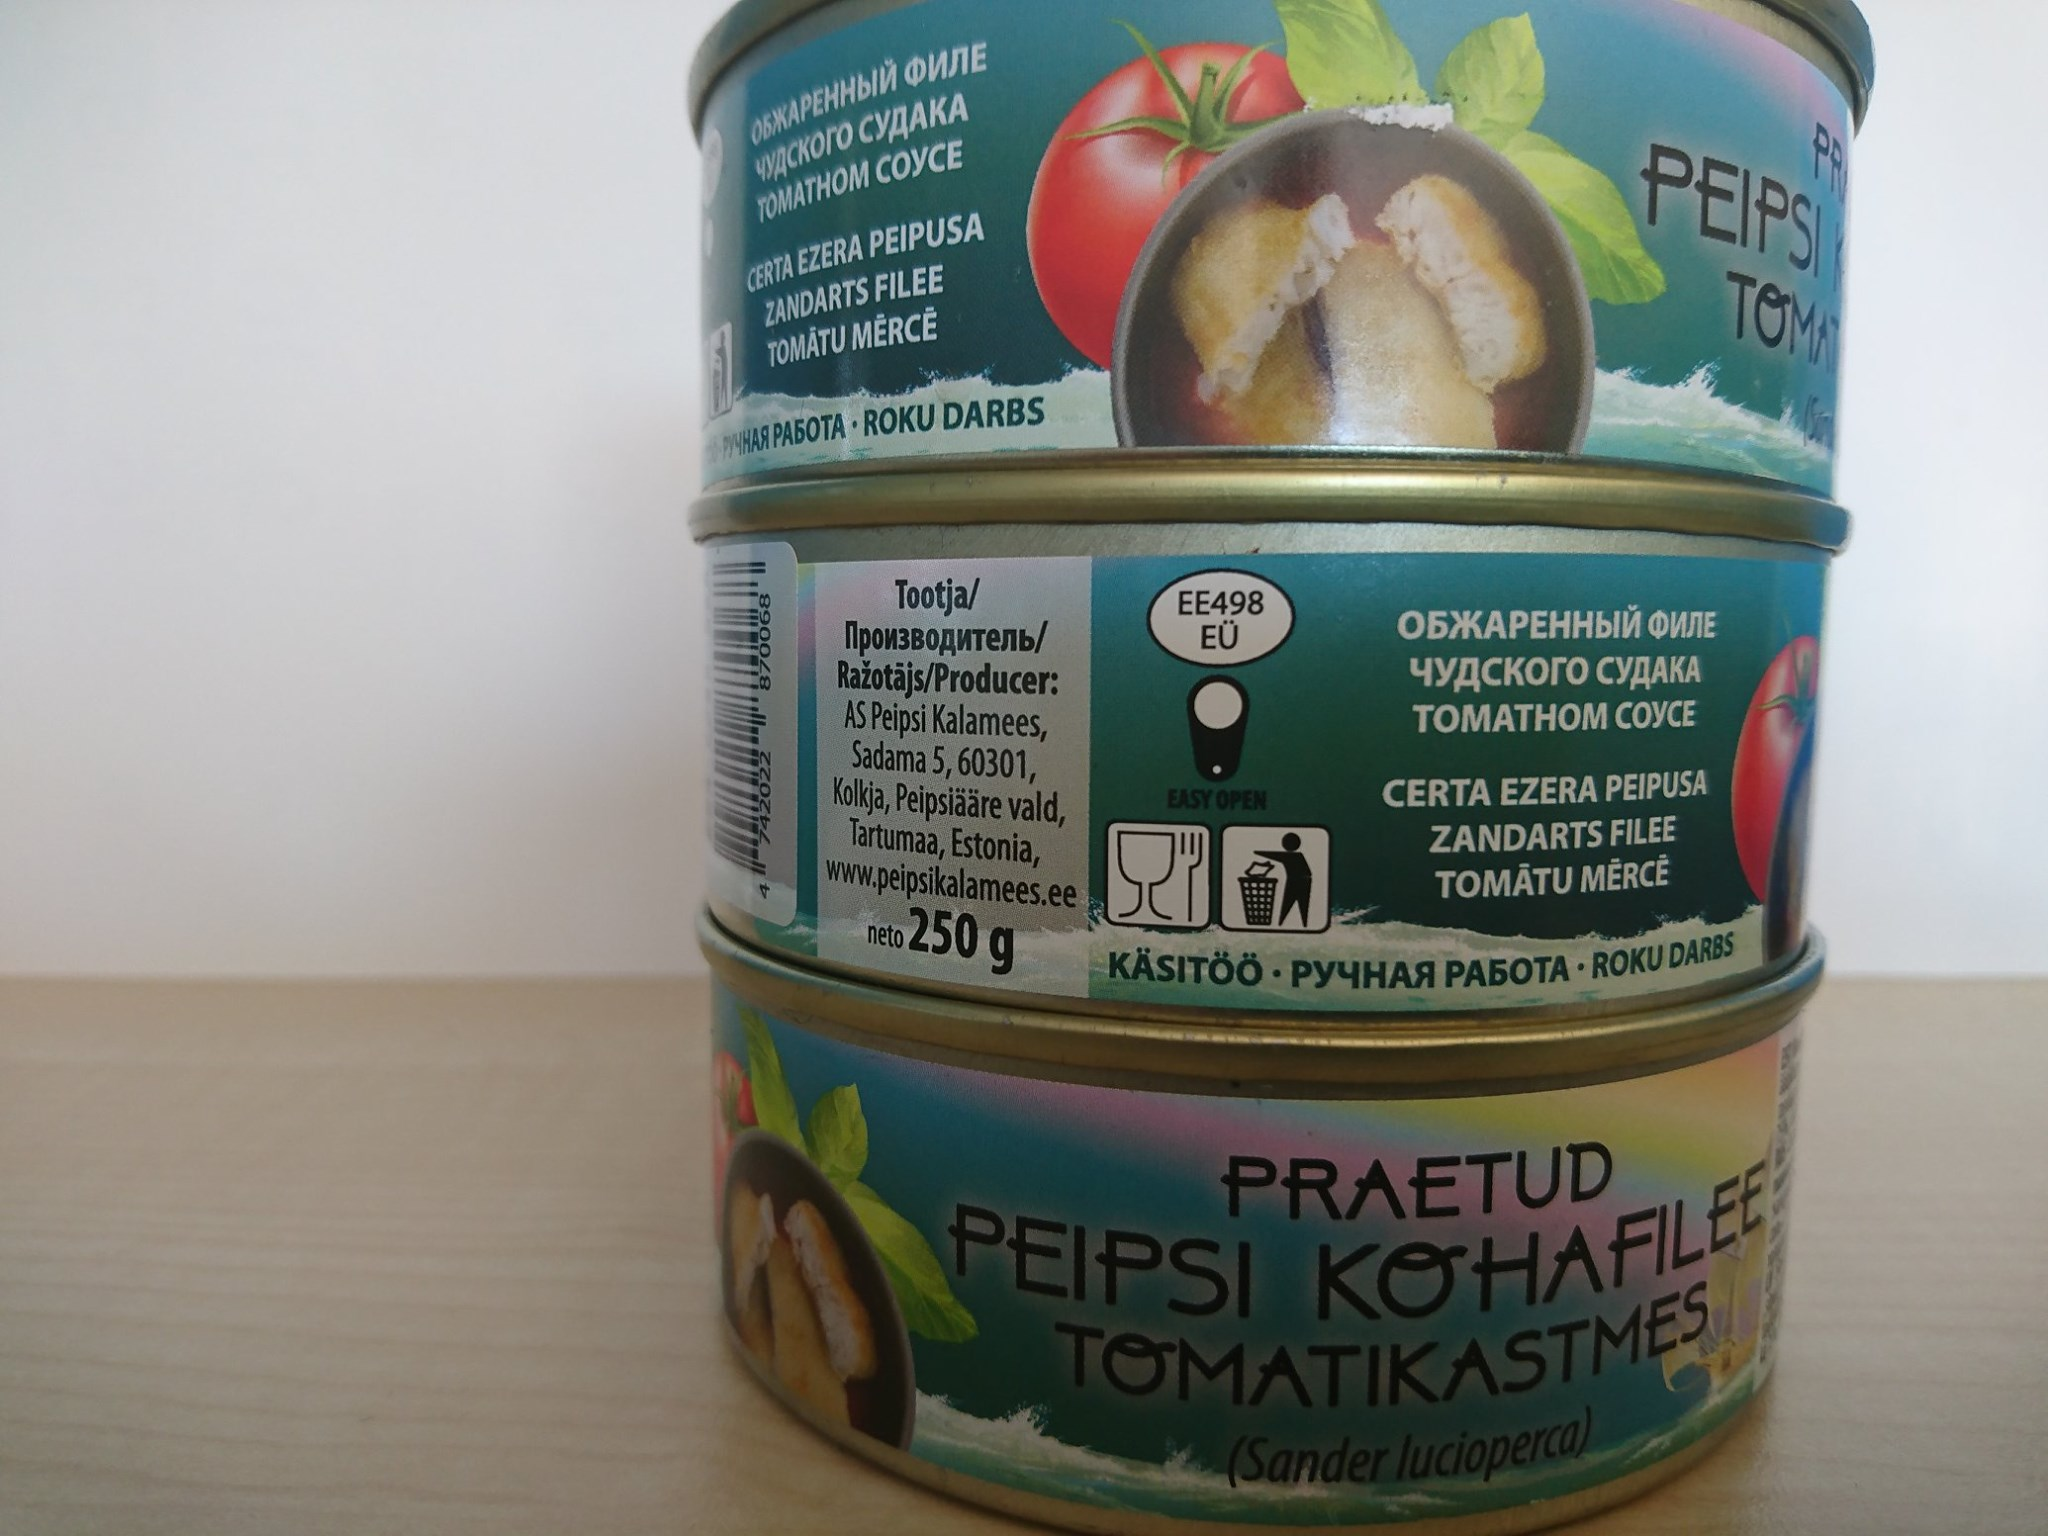 ОБЖАРЕННЫЙ ФИЛЕ
ЧУДСКОГО СУДАКА
ТОМАТНОМ СОУСЕ
CERTA EZERA PEIPUSA
ZANDARTS FILEE
TOMĀTU MĒRCĒ
РУЧНАЯ РАБОТА · ROKU DARBS
PEIPSI
4 742022 870068
Tootja/
Производитель/
Ražotājs/Producer:
AS Peipsi Kalamees,
Sadama 5, 60301,
Kolkja, Peipsiääre vald,
Tartumaa, Estonia,
www.peipsikalamees.ee
neto 250 g
EE498
EÜ
EASY OPEN
ОБЖАРЕННЫЙ ФИЛЕ
ЧУДСКОГО СУДАКА
ТОМАТНОМ СОУСЕ
CERTA EZERA PEIPUSA
ZANDARTS FILEE
TOMĀTU MĒRCĒ
KÄSITÖÖ · РУЧНАЯ РАБОТА · ROKU DARBS
PRAETUD
PEIPSI KOHAFILEE
TOMATIKASTMES
(Sander lucioperca)